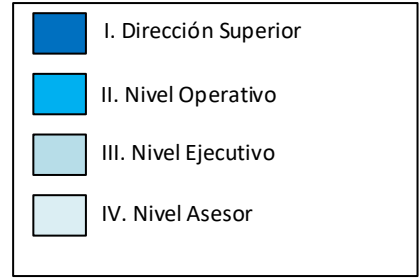 I. Dirección Superior
II. Nivel Operativo
III. Nivel Ejecutivo
IV. Nivel Asesor